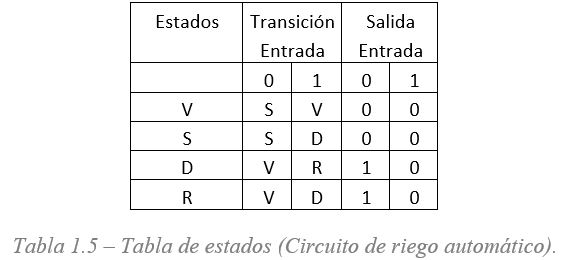 Estados Transición Salida
Entrada Entrada
0 1 0 1
V S V 0 0
S S D 0 0
D V R 1 0
R V D 1 0
Tabla 1.5 – Tabla de estados (Circuito de riego automático).